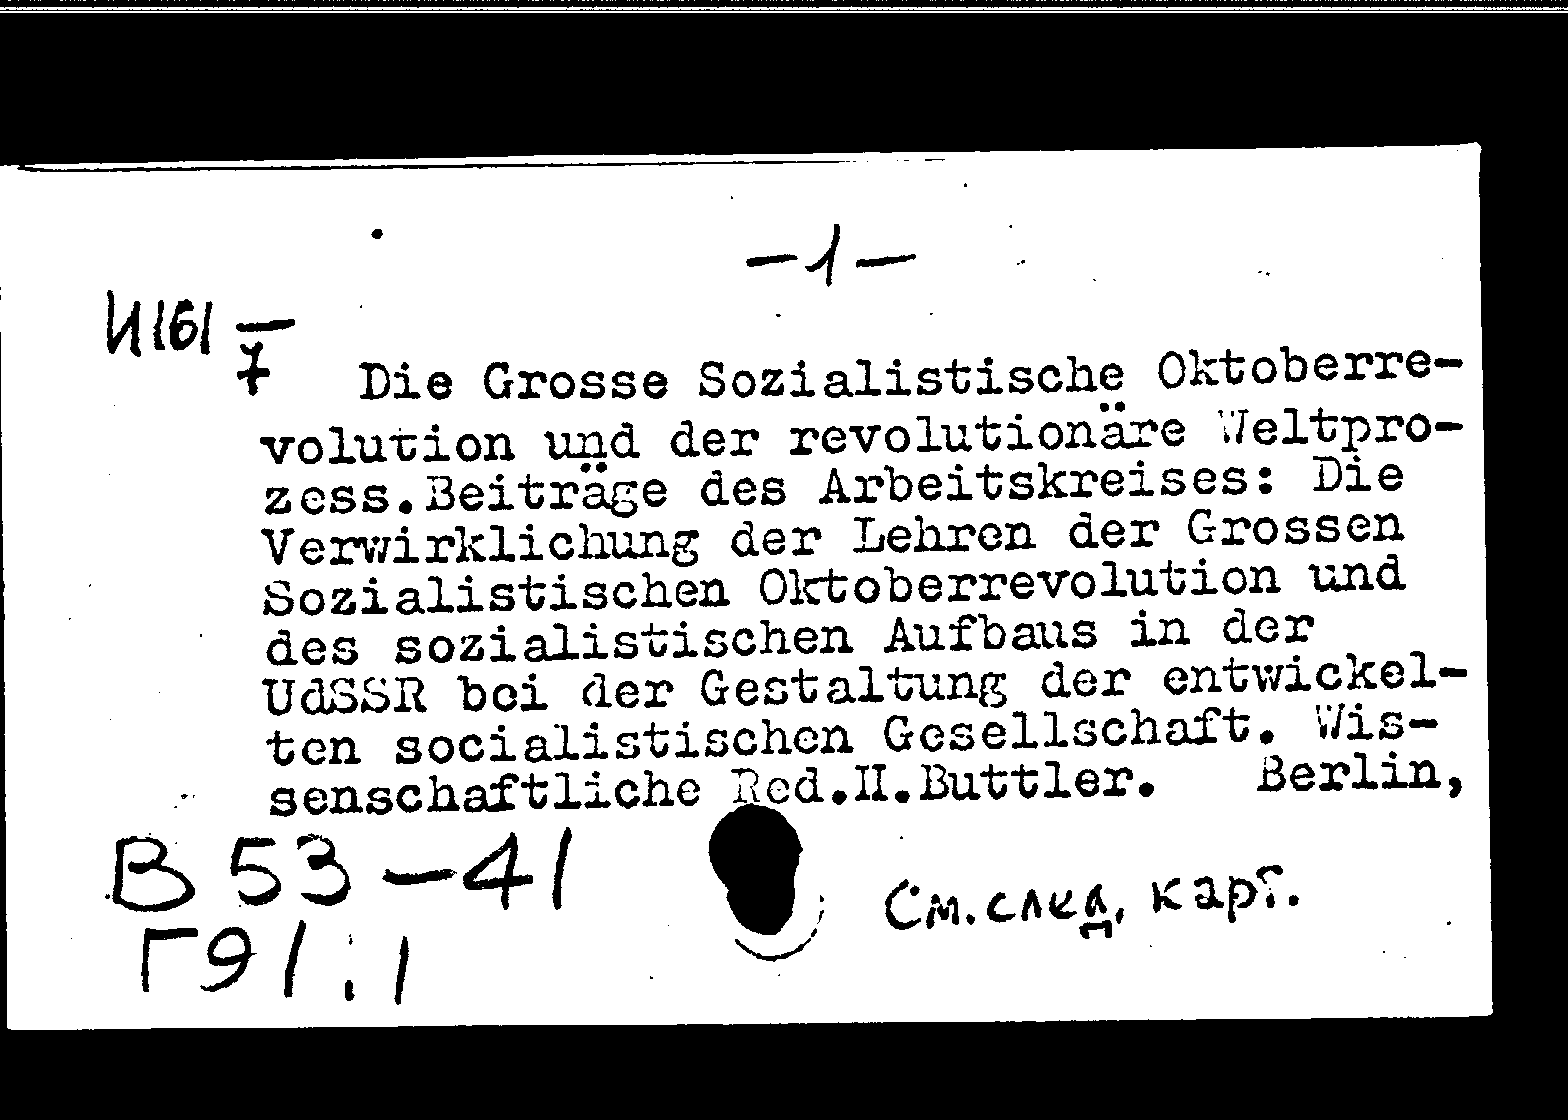 -1-
И161-
7
Die Grosse Sozialistische Oktoberre-
volution und der revolutionäre Weltpro-
zess.Beiträge des Arbeitskreises: Die
Verwirklichung der Lehren der Grossen
Sozialistischen Oktoberrevolution und
des sozialistischen Aufbaus in der
UdSSR bei der Gestaltung der entwickel-
ten socialistischen Gesellschaft. Wis-
senschaftliche Red.H.Buttler. Berlin,
В 53-41
Г91.1
См.след. карт.